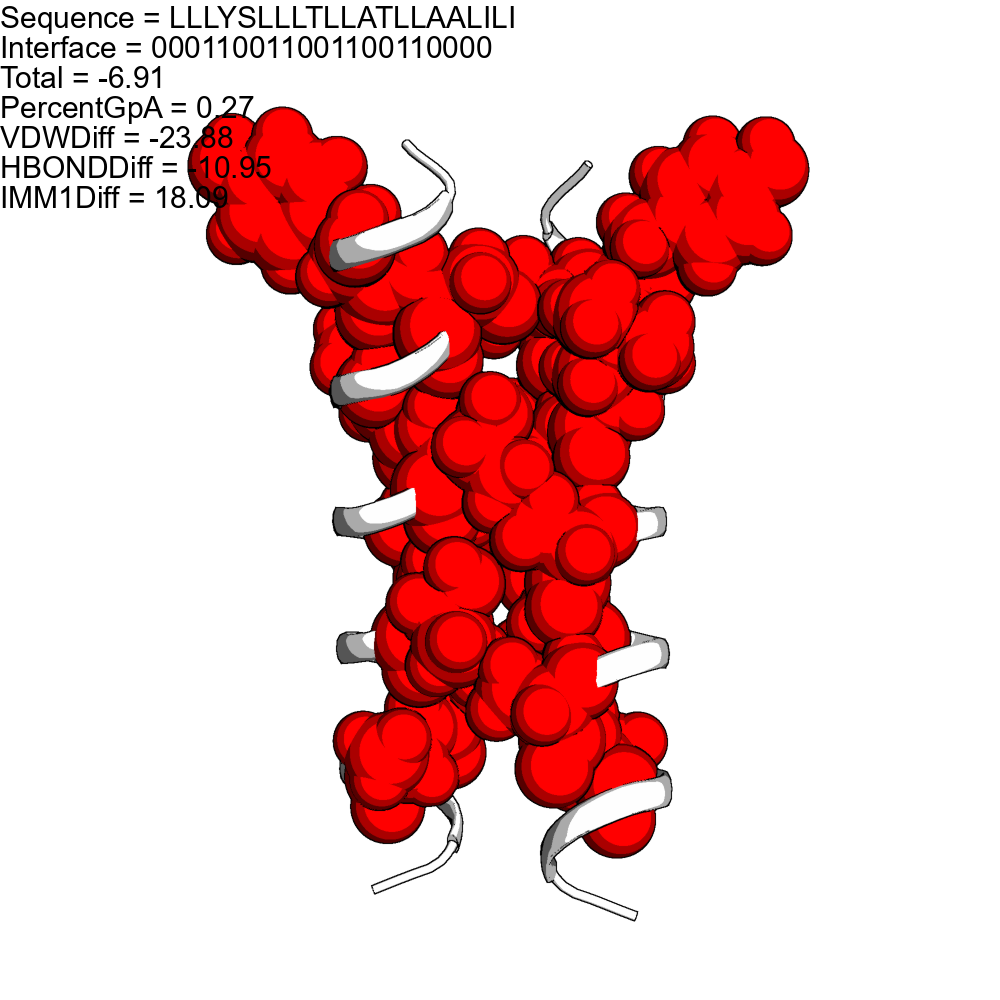 Sequence = LLLYSLLLTLLATLLAALILI
Interface = 000110011001100110000
Total = -6.91
PercentGpA = 0.27
VDWDiff = -23.88
HBONDDiff = -10.95
IMM1Diff = 18.09